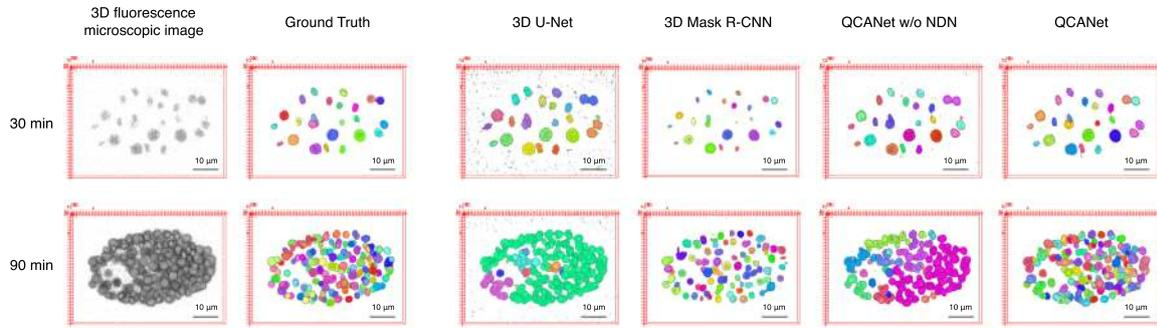 3D fluorescence
microscopic image
Ground Truth
3D U-Net
3D Mask R-CNN
QCANet w/o NDN
QCANet
30 min
10 μm
10 μm
10 μm
10 μm
10 μm
10 μm
90 min
10 μm
10 μm
10 μm
10 μm
10 μm
10 μm